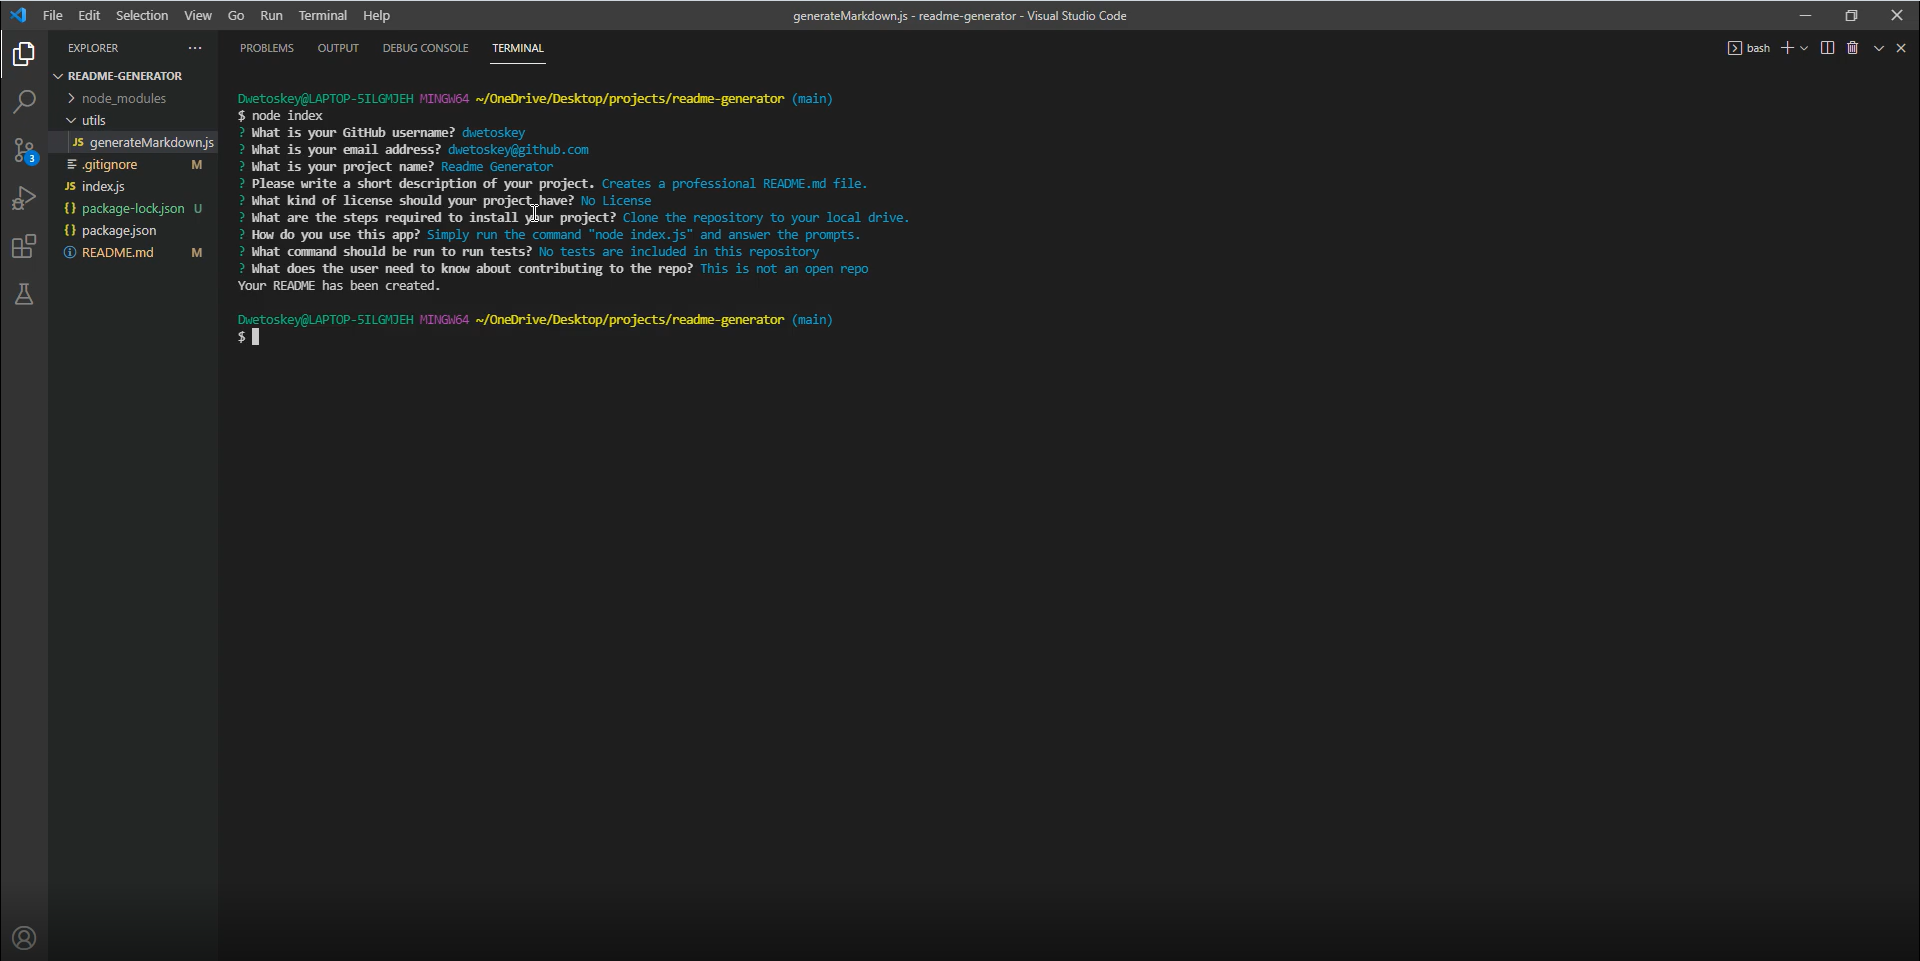 File Edit Selection View Go Run Terminal Help
generateMarkdown.js - readme-generator - Visual Studio Code
EXPLORER ···
README-GENERATOR
node_modules
utils
JS generateMarkdown.js
.gitignore M
JS index.js
{} package-lock.json U
{} package.json
README.md M
3
PROBLEMS OUTPUT DEBUG CONSOLE TERMINAL
bash
Dwetoskey@LAPTOP-5ILGMJEH MINGW64 ~/OneDrive/Desktop/projects/readme-generator (main)
$ node index
? What is your GitHub username? dwetoskey
? What is your email address? dwetoskey@github.com
? What is your project name? Readme Generator
? Please write a short description of your project. Creates a professional README.md file.
? What kind of license should your project have? No License
? What are the steps required to install your project? Clone the repository to your local drive.
? How do you use this app? Simply run the command "node index.js" and answer the prompts.
? What command should be run to run tests? No tests are included in this repository
? What does the user need to know about contributing to the repo? This is not an open repo
Your README has been created.
Dwetoskey@LAPTOP-5ILGMJEH MINGW64 ~/OneDrive/Desktop/projects/readme-generator (main)
$